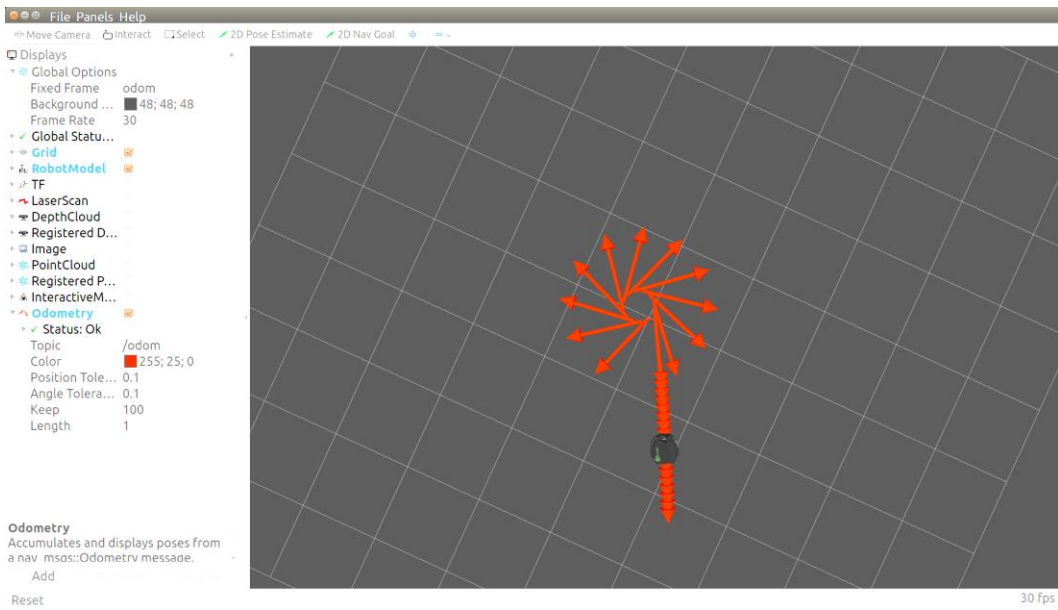 File Panels Help
Move Camera Interact Select 2D Pose Estimate 2D Nav Goal
Displays
Global Options
Fixed Frame odom
Background ... 48; 48; 48
Frame Rate 30
Global Statu...
Grid
RobotModel
TF
LaserScan
DepthCloud
Registered D...
Image
PointCloud
Registered P...
InteractiveM...
Odometry
Status: Ok
Topic /odom
Color 255; 25; 0
Position Tole... 0.1
Angle Tolera... 0.1
Keep 100
Length 1
Odometry
Accumulates and displays poses from
a nav_msgs::Odometry message.
Add
Reset 30 fps